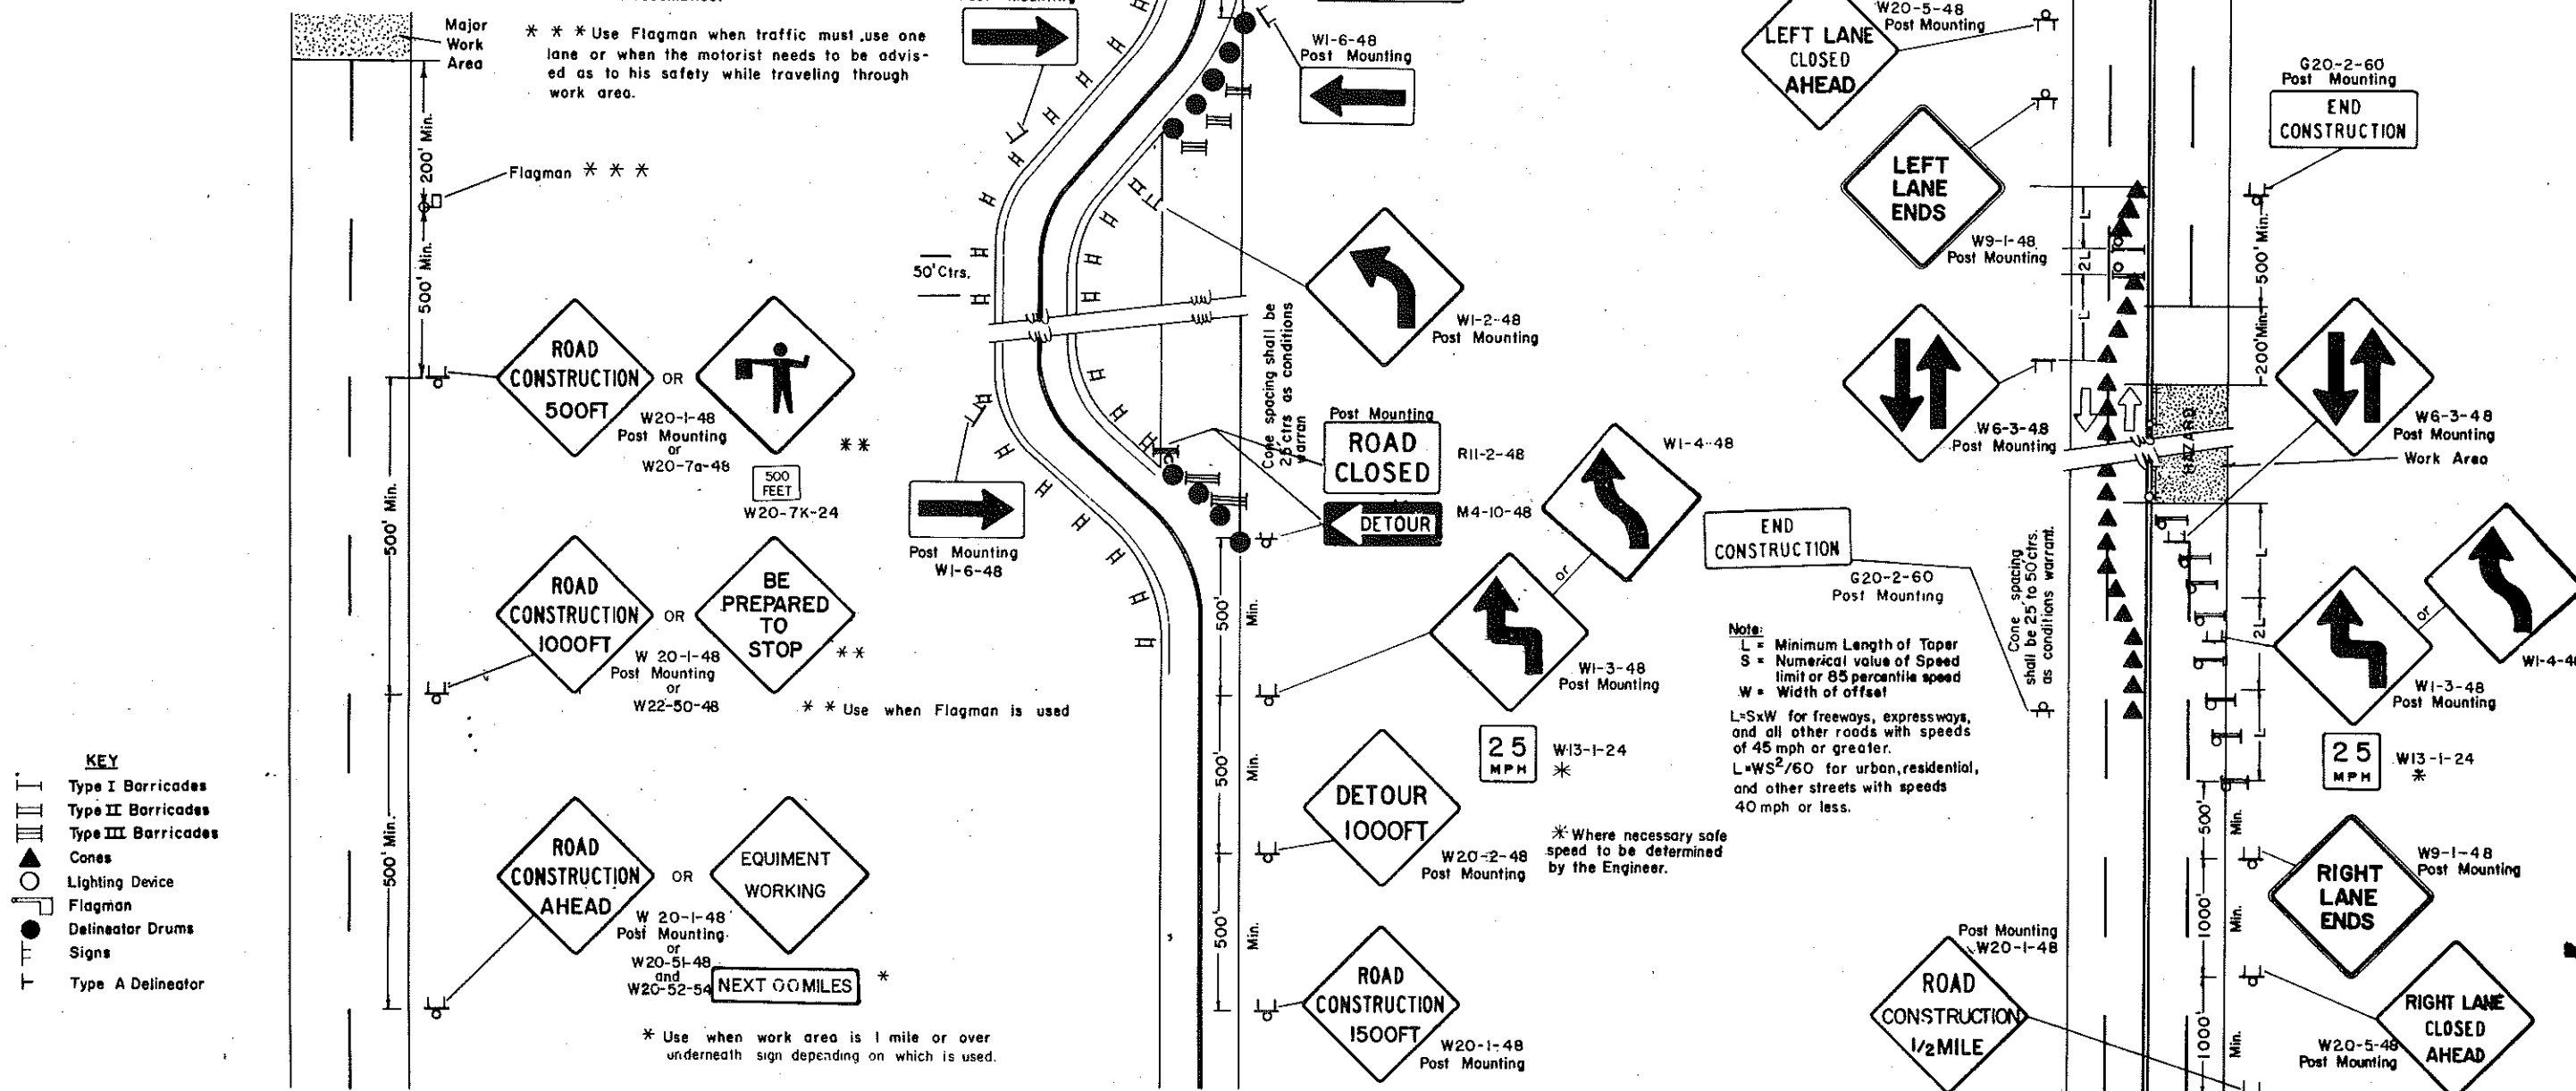 Major
Work
Area
* * * Use Flagman when traffic must use one
lane or when the motorist needs to be advis-
ed as to his safety while traveling through
work area.
200' Min.
Flagman * * *
500' Min.
ROAD
CONSTRUCTION
500FT
OR
W20-1-48
Post Mounting
or
W20-7a-48
* *
500
FEET
W20-7K-24
500' Min.
ROAD
CONSTRUCTION
1000FT
OR
BE
PREPARED
TO
STOP
* *
W 20-1-48
Post Mounting
or
W22-50-48
* * Use when Flagman is used
500' Min.
ROAD
CONSTRUCTION
AHEAD
OR
EQUIMENT
WORKING
W 20-1-48
Post Mounting
or
W20-51-48
and
W20-52-54
NEXT OO MILES
*
* Use when work area is 1 mile or over
underneath sign depending on which is used.
KEY
Type I Barricades
Type II Barricades
Type III Barricades
Cones
Lighting Device
Flagman
Delineator Drums
Signs
Type A Delineator
Post Mounting
W1-6-48
Post Mounting
50' Ctrs.
W1-2-48
Post Mounting
Cone spacing shall be
25' ctrs as conditions
warran
Post Mounting
ROAD
CLOSED
R11-2-48
DETOUR
M4-10-48
Post Mounting
W1-6-48
W1-4-48
or
W1-3-48
Post Mounting
500'
Min.
25
MPH
W13-1-24
*
500'
Min.
DETOUR
1000FT
W20-2-48
Post Mounting
* Where necessary safe
speed to be determined
by the Engineer.
500'
Min.
ROAD
CONSTRUCTION
1500FT
W20-1-48
Post Mounting
W20-5-48
Post Mounting
LEFT LANE
CLOSED
AHEAD
LEFT
LANE
ENDS
W9-1-48
Post Mounting
G20-2-60
Post Mounting
END
CONSTRUCTION
L
2L
L
500' Min.
200' Min.
W6-3-48
Post Mounting
HAZARD
W6-3-48
Post Mounting
Work Area
END
CONSTRUCTION
G20-2-60
Post Mounting
Cone spacing
shall be 25' to 50' ctrs.
as conditions warrant.
Note:
L = Minimum Length of Taper
S = Numerical value of Speed
limit or 85 percentile speed
W = Width of offset
L=SxW for freeways, expressways,
and all other roads with speeds
of 45 mph or greater.
L=WS²/60 for urban, residential,
and other streets with speeds
40 mph or less.
L
2L
L
or
W1-4-48
W1-3-48
Post Mounting
25
MPH
W13-1-24
*
500'
Min.
RIGHT
LANE
ENDS
W9-1-48
Post Mounting
1000'
Min.
RIGHT LANE
CLOSED
AHEAD
W20-5-48
Post Mounting
1000'
Min.
Post Mounting
W20-1-48
ROAD
CONSTRUCTION
1/2 MILE